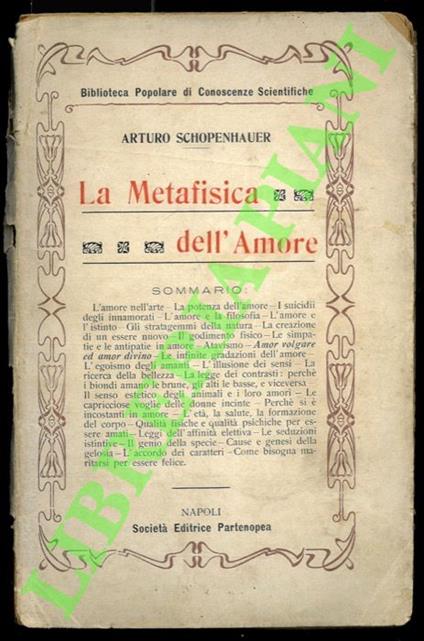 Biblioteca Popolare di Conoscenze Scientifiche
ARTURO SCHOPENHAUER
La Metafisica
dell'Amore
SOMMARIO:
L'amore nell'arte – La potenza dell'amore – I suicidii
degli innamorati – L'amore e la filosofia – L'amore e
l'istinto – Gli stratagemmi della natura – La creazione
di un essere nuovo – Il godimento fisico – Le simpa-
tie e le antipatie in amore – Atavismo – Amor volgare
ed amor divino – Le infinite gradazioni dell'amore –
L'egoismo degli amanti – L'illusione dei sensi – La
ricerca della bellezza – La legge dei contrasti: perchè
i biondi amano le brune, gli alti le basse, e viceversa
Il senso estetico degli animali e i loro amori – Le
capricciose voglie delle donne incinte – Perchè si è
incostanti in amore – L'età, la salute, la formazione
del corpo – Qualità fisiche e qualità psichiche per es-
sere amati – Leggi dell'affinità elettiva – Le seduzioni
istintive – Il genio della specie – Cause e genesi della
gelosia – L'accordo dei caratteri – Come bisogna ma-
ritarsi per essere felice.
NAPOLI
Società Editrice Partenopea
LIBRI PIANI